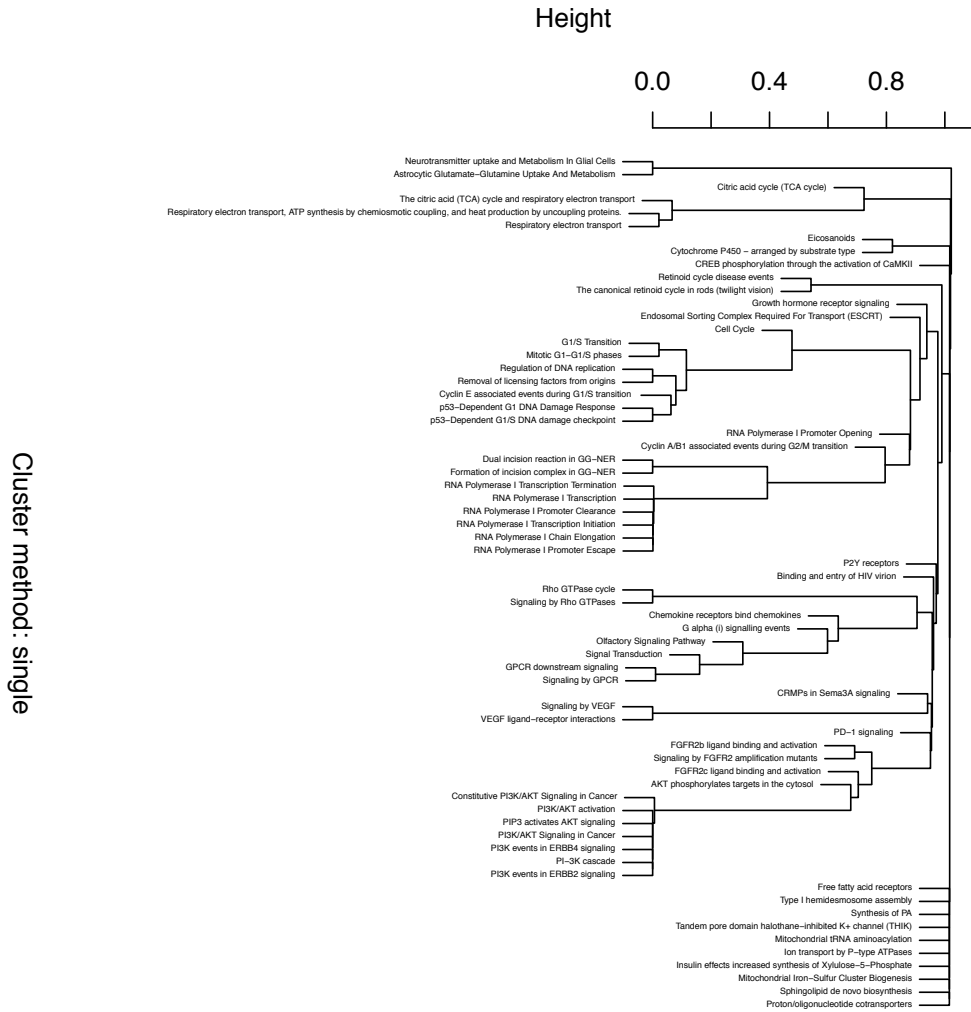 Height
0.0 0.4 0.8
Neurotransmitter uptake and Metabolism In Glial Cells
Astrocytic Glutamate−Glutamine Uptake And Metabolism
Citric acid cycle (TCA cycle)
The citric acid (TCA) cycle and respiratory electron transport
Respiratory electron transport, ATP synthesis by chemiosmotic coupling, and heat production by uncoupling proteins.
Respiratory electron transport
Eicosanoids
Cytochrome P450 − arranged by substrate type
CREB phosphorylation through the activation of CaMKII
Retinoid cycle disease events
The canonical retinoid cycle in rods (twilight vision)
Growth hormone receptor signaling
Endosomal Sorting Complex Required For Transport (ESCRT)
Cell Cycle
G1/S Transition
Mitotic G1−G1/S phases
Regulation of DNA replication
Removal of licensing factors from origins
Cyclin E associated events during G1/S transition
p53−Dependent G1 DNA Damage Response
p53−Dependent G1/S DNA damage checkpoint
RNA Polymerase I Promoter Opening
Cyclin A/B1 associated events during G2/M transition
Dual incision reaction in GG−NER
Formation of incision complex in GG−NER
RNA Polymerase I Transcription Termination
RNA Polymerase I Transcription
RNA Polymerase I Promoter Clearance
RNA Polymerase I Transcription Initiation
RNA Polymerase I Chain Elongation
RNA Polymerase I Promoter Escape
P2Y receptors
Binding and entry of HIV virion
Rho GTPase cycle
Signaling by Rho GTPases
Chemokine receptors bind chemokines
G alpha (i) signalling events
Olfactory Signaling Pathway
Signal Transduction
GPCR downstream signaling
Signaling by GPCR
CRMPs in Sema3A signaling
Signaling by VEGF
VEGF ligand−receptor interactions
PD−1 signaling
FGFR2b ligand binding and activation
Signaling by FGFR2 amplification mutants
FGFR2c ligand binding and activation
AKT phosphorylates targets in the cytosol
Constitutive PI3K/AKT Signaling in Cancer
PI3K/AKT activation
PIP3 activates AKT signaling
PI3K/AKT Signaling in Cancer
PI3K events in ERBB4 signaling
PI−3K cascade
PI3K events in ERBB2 signaling
Free fatty acid receptors
Type I hemidesmosome assembly
Synthesis of PA
Tandem pore domain halothane−inhibited K+ channel (THIK)
Mitochondrial tRNA aminoacylation
Ion transport by P−type ATPases
Insulin effects increased synthesis of Xylulose−5−Phosphate
Mitochondrial Iron−Sulfur Cluster Biogenesis
Sphingolipid de novo biosynthesis
Proton/oligonucleotide cotransporters
Cluster method: single